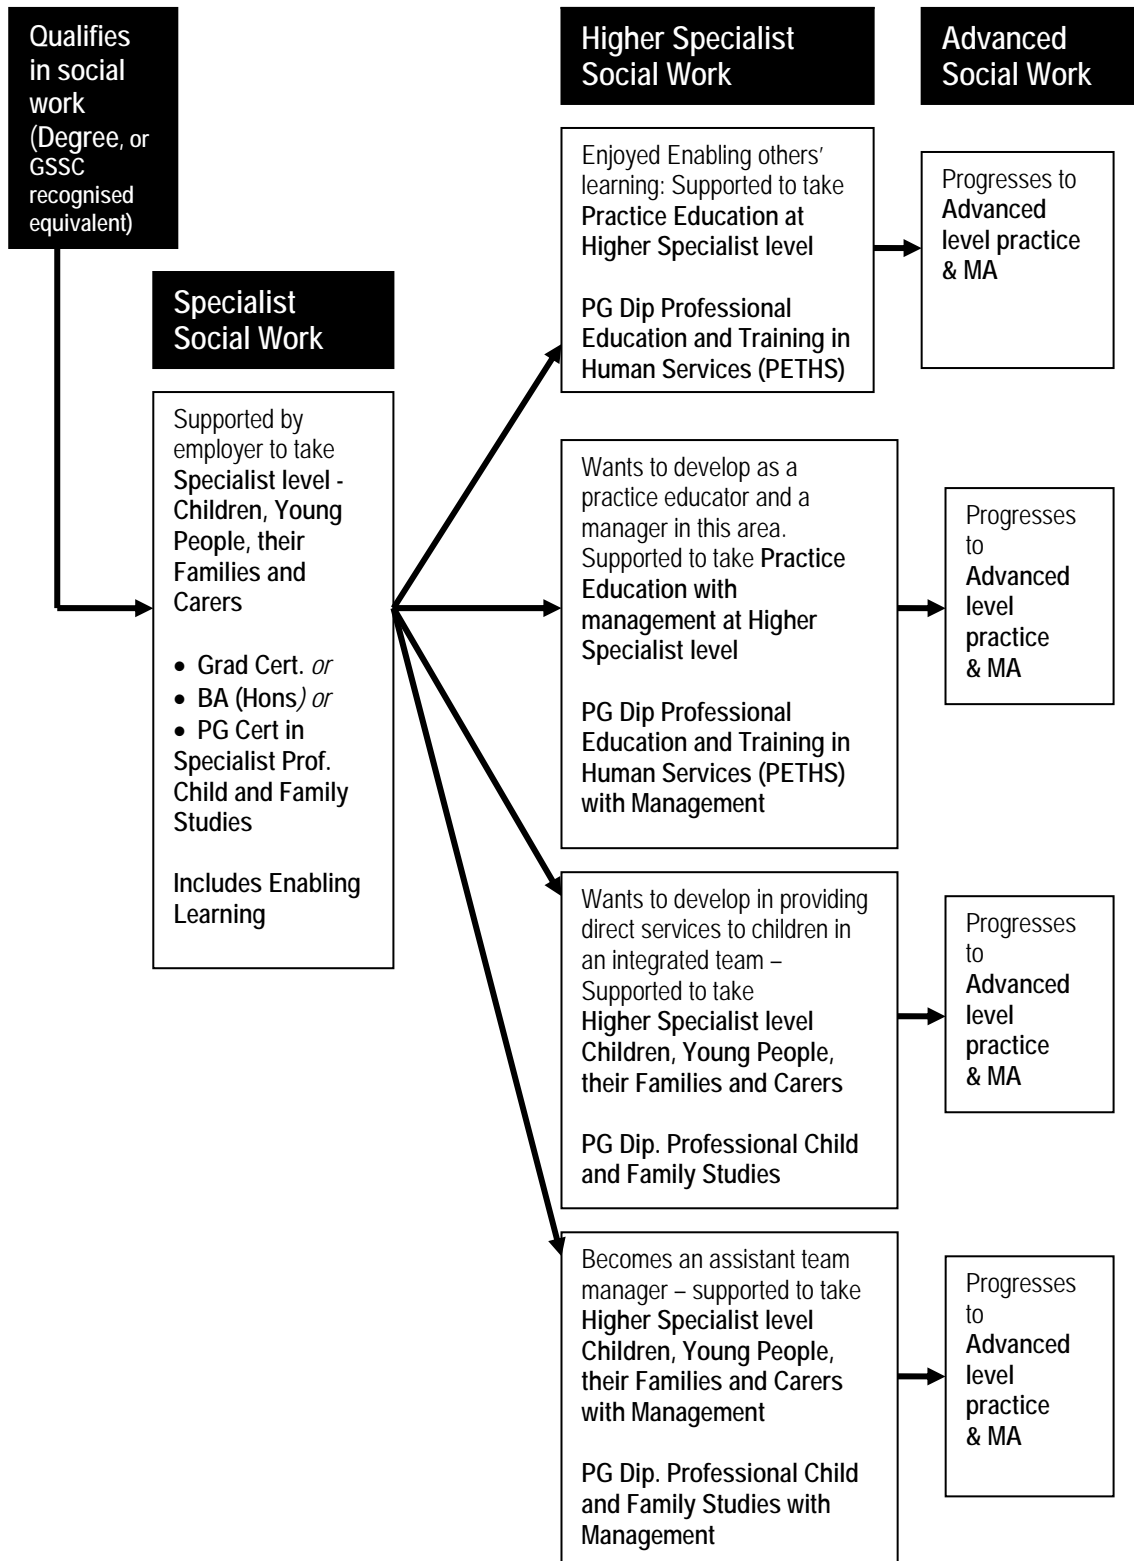 Qualifies
in social
work
(Degree, or
GSSC
recognised
equivalent)
Specialist
Social Work
Supported by
employer to take
Specialist level -
Children, Young
People, their
Families and
Carers
• Grad Cert. or
• BA (Hons) or
• PG Cert in
Specialist Prof.
Child and Family
Studies
Includes Enabling
Learning
Higher Specialist
Social Work
Enjoyed Enabling others’
learning: Supported to take
Practice Education at
Higher Specialist level
PG Dip Professional
Education and Training in
Human Services (PETHS)
Wants to develop as a
practice educator and a
manager in this area.
Supported to take Practice
Education with
management at Higher
Specialist level
PG Dip Professional
Education and Training in
Human Services (PETHS)
with Management
Wants to develop in providing
direct services to children in
an integrated team –
Supported to take
Higher Specialist level
Children, Young People,
their Families and Carers
PG Dip. Professional Child
and Family Studies
Becomes an assistant team
manager – supported to take
Higher Specialist level
Children, Young People,
their Families and Carers
with Management
PG Dip. Professional Child
and Family Studies with
Management
Advanced
Social Work
Progresses to
Advanced
level practice
& MA
Progresses
to
Advanced
level
practice
& MA
Progresses
to
Advanced
level
practice
& MA
Progresses
to
Advanced
level
practice
& MA